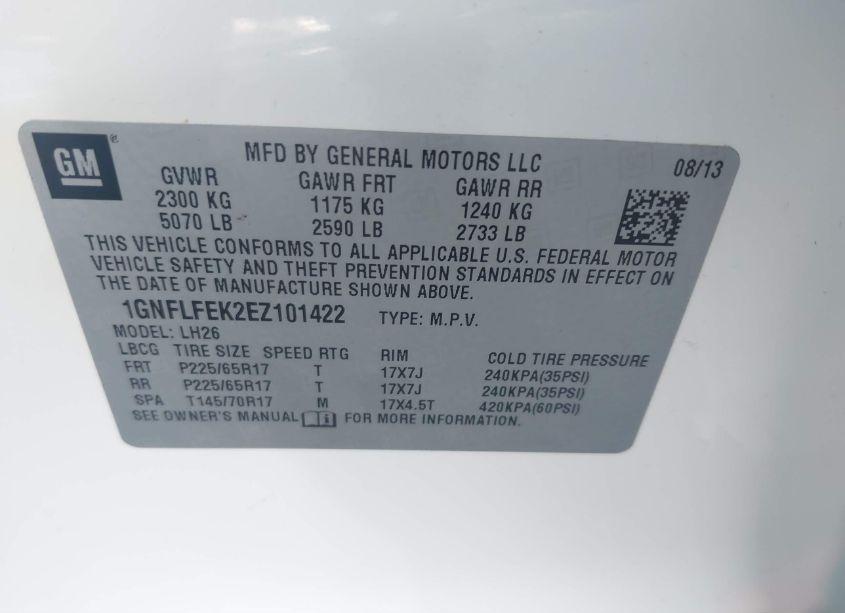 GM ®
MFD BY GENERAL MOTORS LLC 08/13
GVWR GAWR FRT GAWR RR
2300 KG 1175 KG 1240 KG
5070 LB 2590 LB 2733 LB
THIS VEHICLE CONFORMS TO ALL APPLICABLE U.S. FEDERAL MOTOR
VEHICLE SAFETY AND THEFT PREVENTION STANDARDS IN EFFECT ON
THE DATE OF MANUFACTURE SHOWN ABOVE.
1GNFLFEK2EZ101422 TYPE: M.P.V.
MODEL: LH26
LBCG TIRE SIZE SPEED RTG RIM COLD TIRE PRESSURE
FRT P225/65R17 T 17X7J 240KPA(35PSI)
RR P225/65R17 T 17X7J 240KPA(35PSI)
SPA T145/70R17 M 17X4.5T 420KPA(60PSI)
SEE OWNER'S MANUAL i FOR MORE INFORMATION.